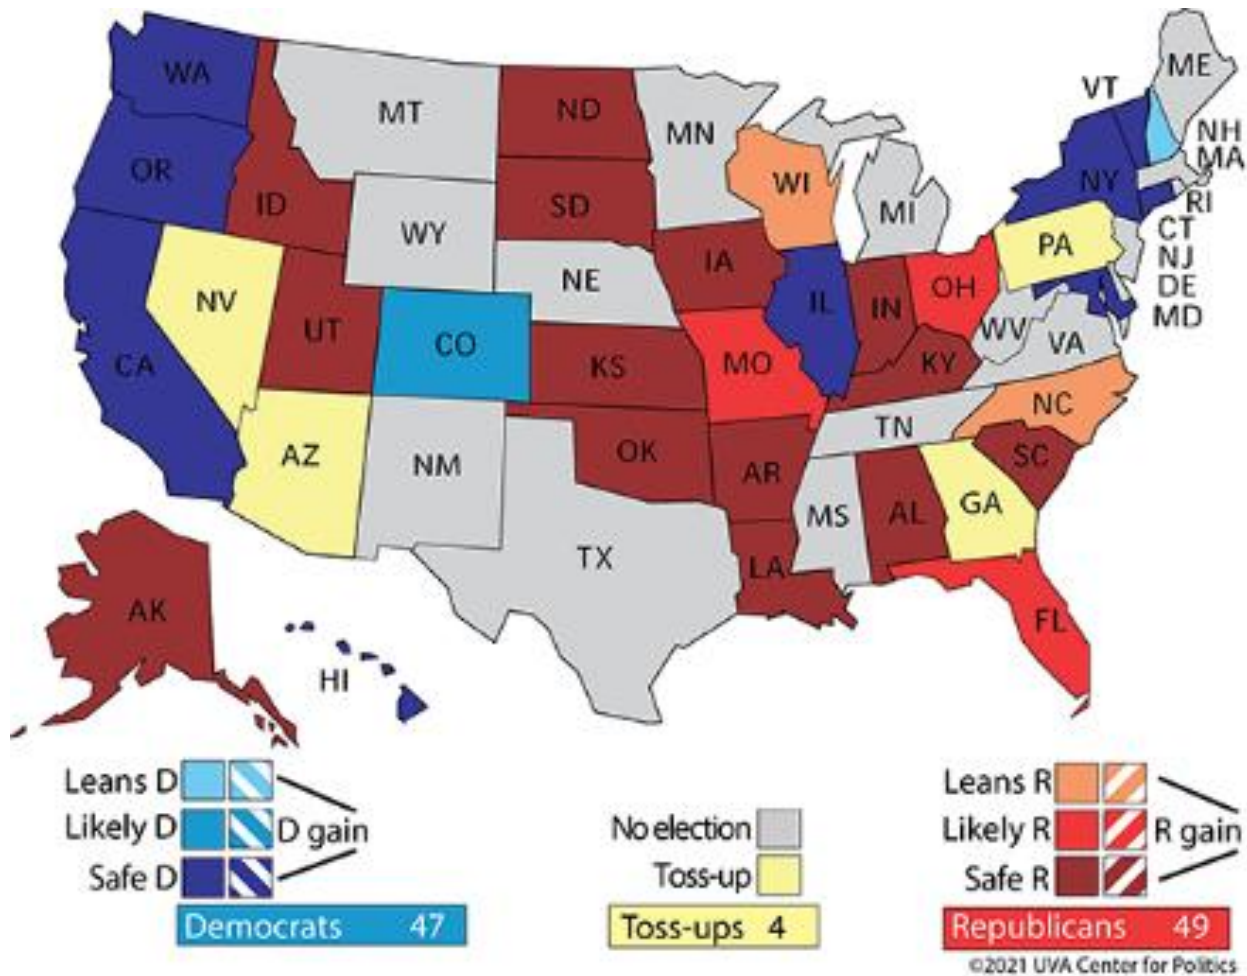 WA
MT
ND
MN
ME
VT
NH
MA
OR
ID
SD
WI
MI
NY
RI
WY
CT
IA
PA
NJ
NE
DE
NV
UT
CO
IL
IN
OH
MD
WV
VA
CA
KS
MO
KY
NC
TN
AZ
NM
OK
AR
SC
MS
AL
GA
TX
LA
AK
HI
FL
Leans D
Likely D
D gain
Safe D
Democrats 47
No election
Toss-up
Toss-ups 4
Leans R
Likely R
R gain
Safe R
Republicans 49
©2021 UVA Center for Politics